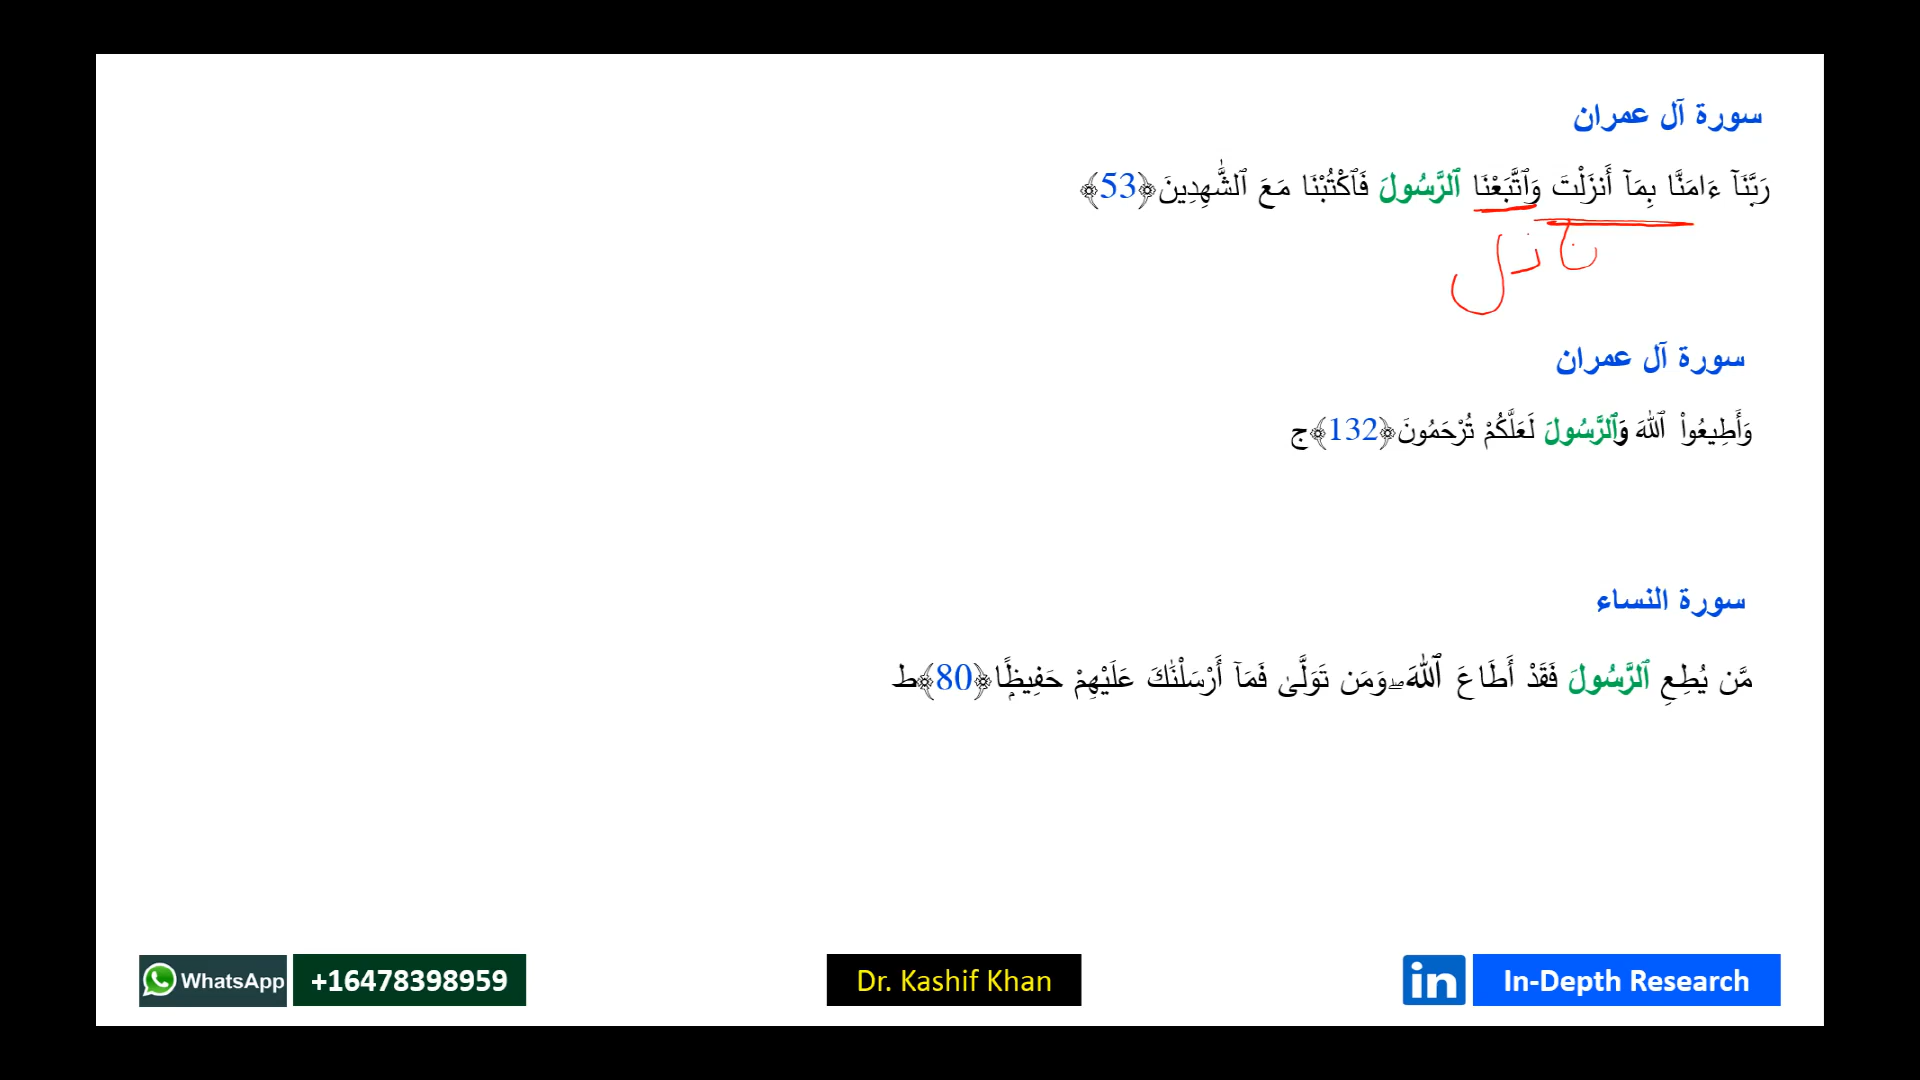 سورة آل عمران
رَبَّنَآ ءَامَنَّا بِمَآ أَنزَلْتَ وَٱتَّبَعْنَا ٱلرَّسُولَ فَٱكْتُبْنَا مَعَ ٱلشَّٰهِدِينَ﴿53﴾
سورة آل عمران
وَأَطِيعُوا۟ ٱللَّهَ وَٱلرَّسُولَ لَعَلَّكُمْ تُرْحَمُونَ﴿132﴾ج
سورة النساء
مَّن يُطِعِ ٱلرَّسُولَ فَقَدْ أَطَاعَ ٱللَّهَ ۖ وَمَن تَوَلَّىٰ فَمَآ أَرْسَلْنَٰكَ عَلَيْهِمْ حَفِيظًۭا﴿80﴾ط
WhatsApp +16478398959
Dr. Kashif Khan
in In-Depth Research